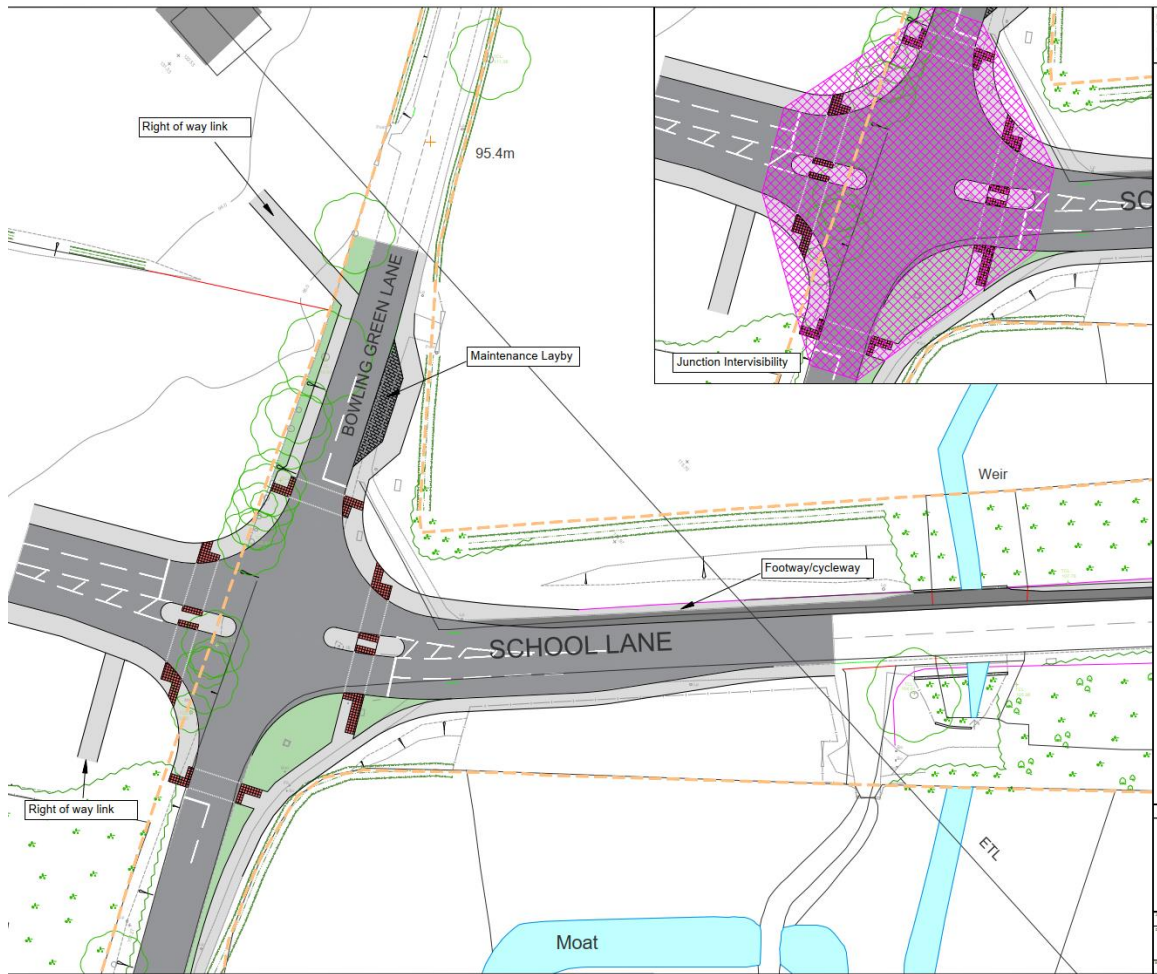 Right of way link
95.4m
BOWLING GREEN LANE
Maintenance Layby
SC
Junction Intervisibility
Weir
Footway/cycleway
SCHOOL LANE
Right of way link
ETL
Moat